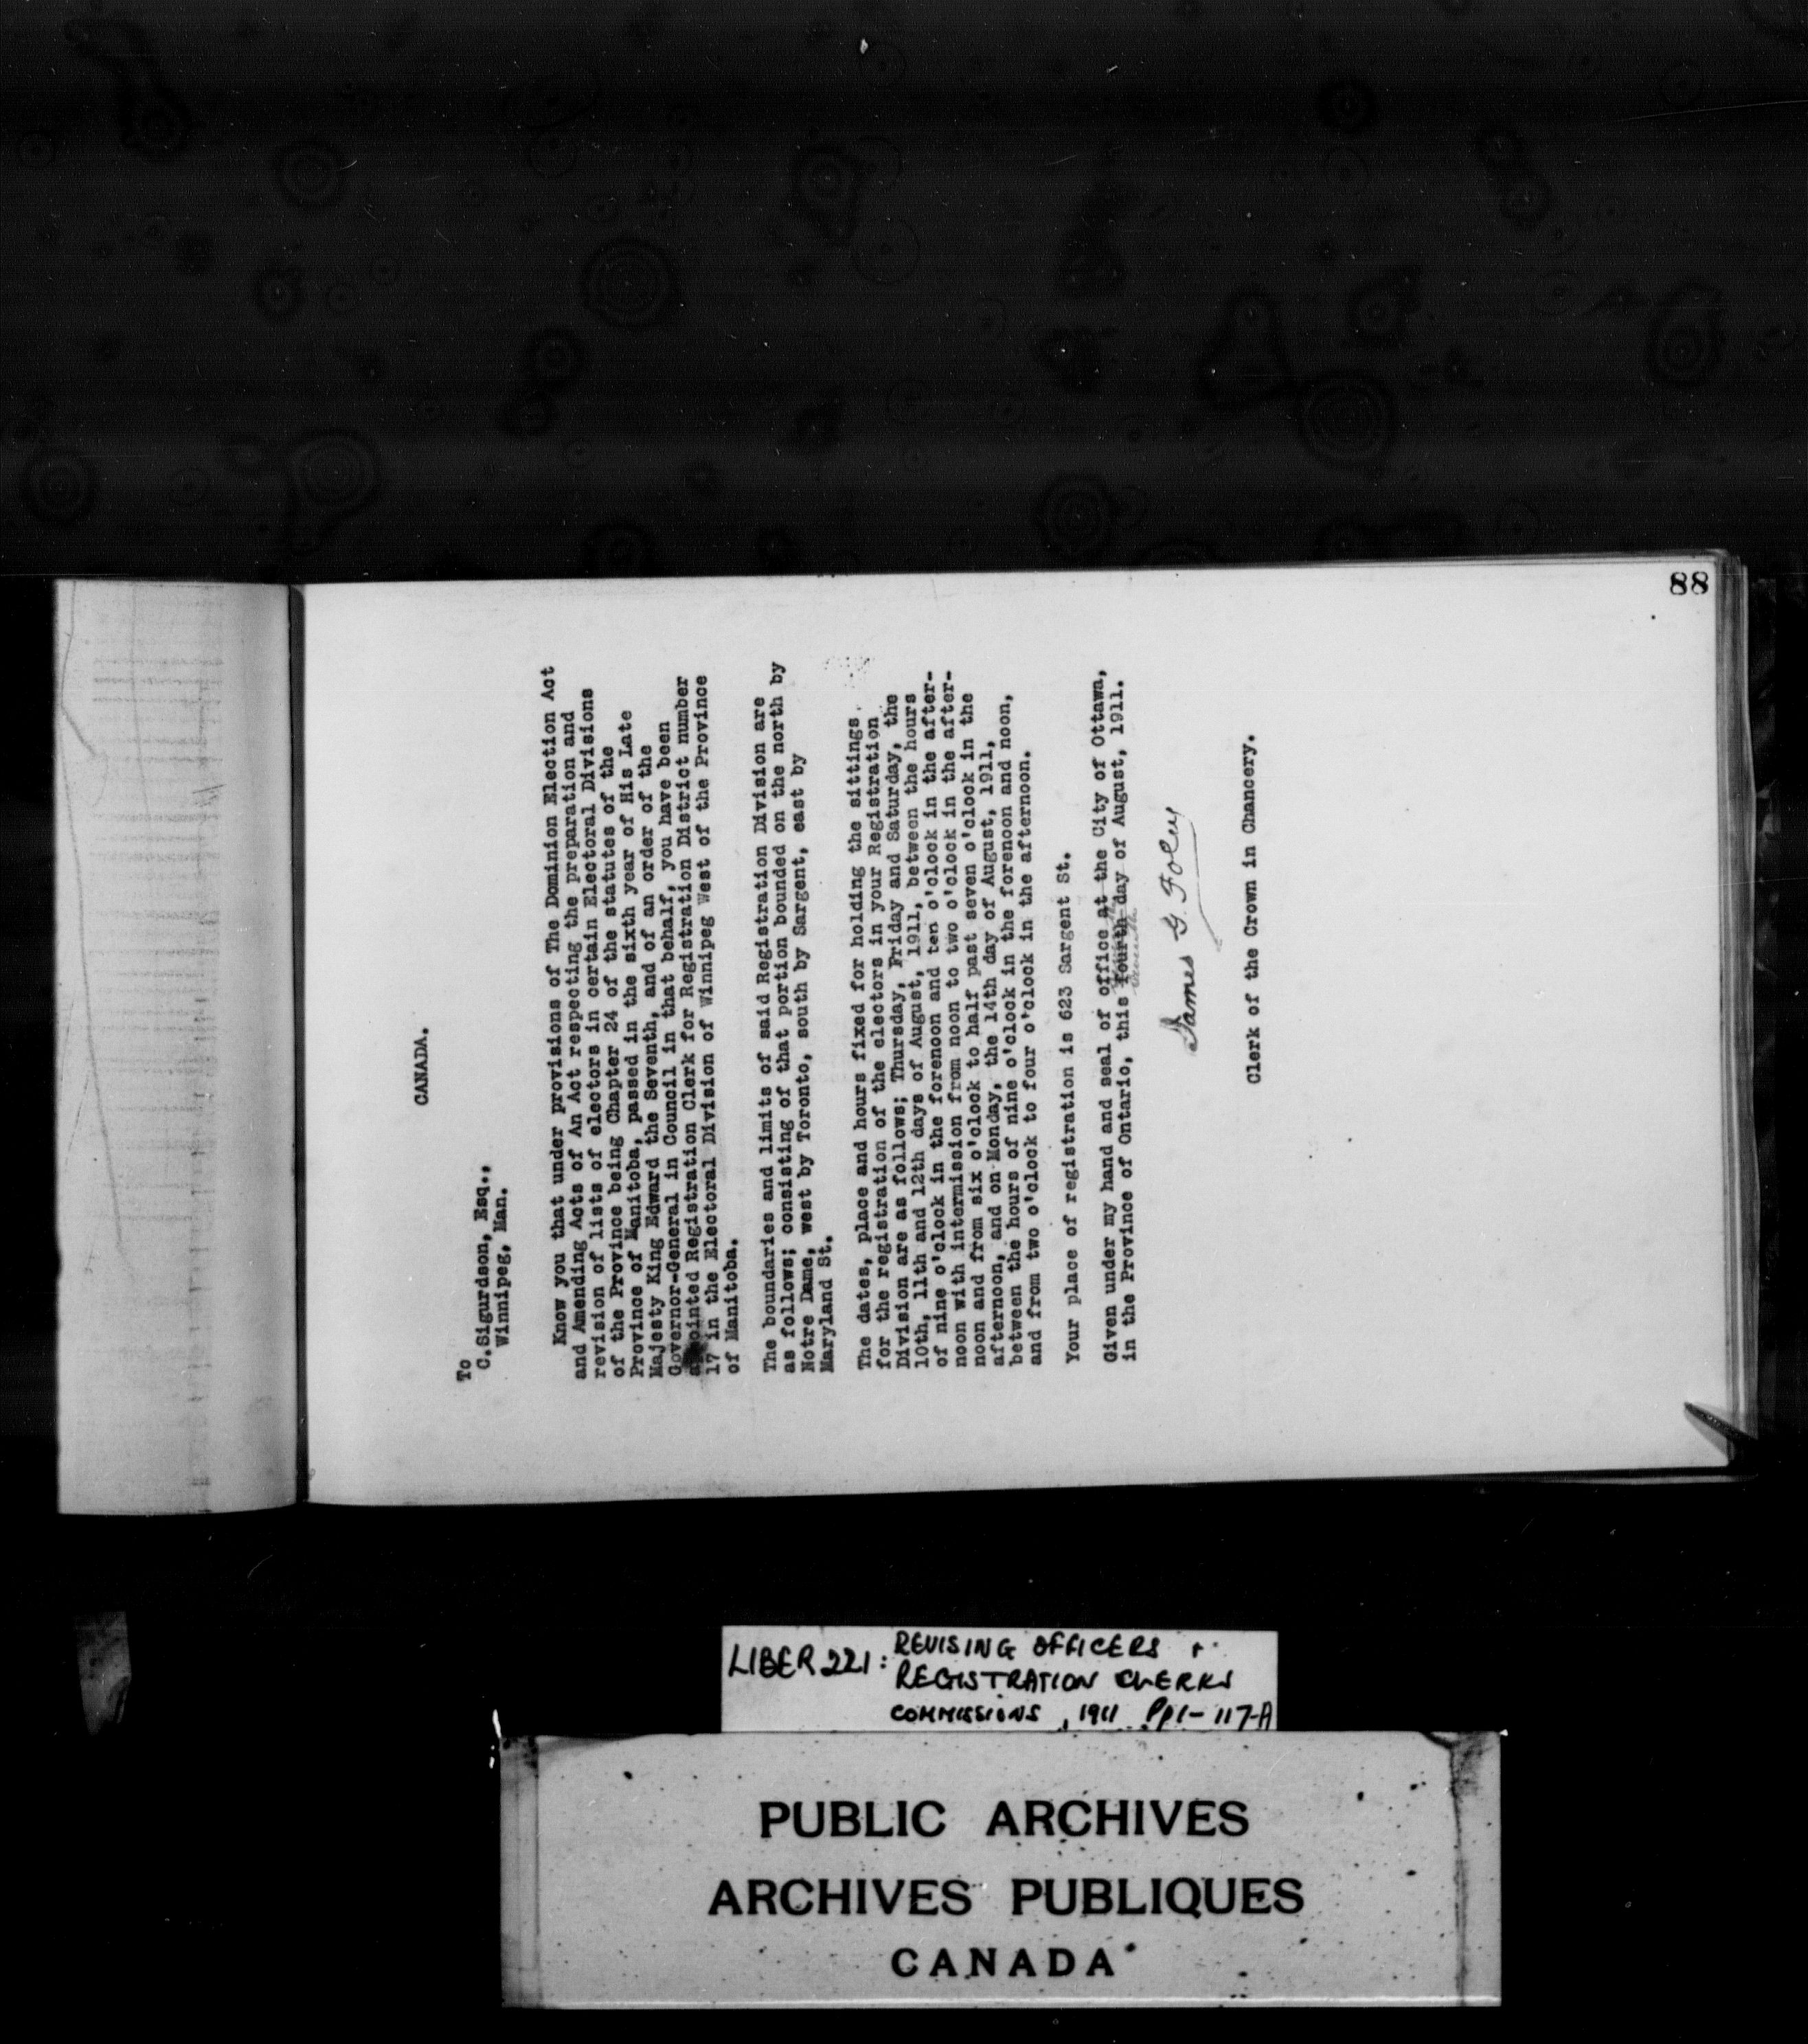 88
CANADA.
To
C.Sigurdson, Esq.,
Winnipeg, Man.
Know you that under provisions of The Dominion Election Act
and Amending Acts of An Act respecting the preparation and
revision of lists of electors in certain Electoral Divisions
of the Province being Chapter 24 of the statutes of the
Province of Manitoba, passed in the sixth year of His Late
Majesty King Edward the Seventh, and of an order of the
Governor-General in Council in that behalf, you have been
appointed Registration Clerk for Registration District number
17 in the Electoral Division of Winnipeg West of the Province
of Manitoba.
The boundaries and limits of said Registration Division are
as follows; consisting of that portion bounded on the north by
Notre Dame, west by Toronto, south by Sargent, east by
Maryland St.
The dates, place and hours fixed for holding the sittings
for the registration of the electors in your Registration
Division are as follows; Thursday, Friday and Saturday, the
10th, 11th and 12th days of August, 1911, between the hours
of nine o'clock in the forenoon and ten o'clock in the after-
noon with intermission from noon to two o'clock in the after-
noon and from six o'clock to half past seven o'clock in the
afternoon, and on Monday, the 14th day of August, 1911,
between the hours of nine o'clock in the forenoon and noon,
and from two o'clock to four o'clock in the afternoon.
Your place of registration is 623 Sargent St.
Given under my hand and seal of office at the City of Ottawa,
in the Province of Ontario, this fourth day of August, 1911.
James G. Foley
Clerk of the Crown in Chancery.
LIBER 221: REVISING OFFICERS +
REGISTRATION CLERKS
COMMISSIONS, 1911 Pp 1- 117-A
PUBLIC ARCHIVES
ARCHIVES PUBLIQUES
CANADA